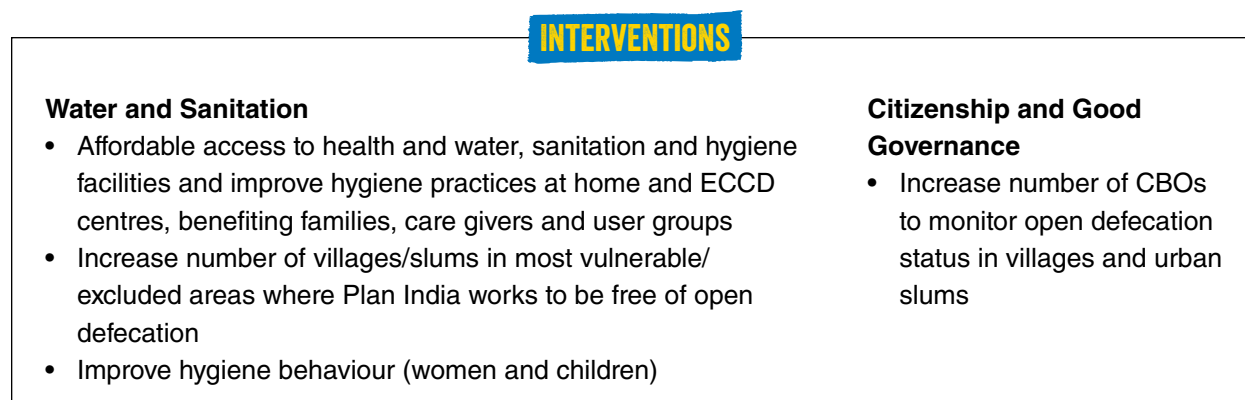 INTERVENTIONS
Water and Sanitation
• Affordable access to health and water, sanitation and hygiene
facilities and improve hygiene practices at home and ECCD
centres, benefiting families, care givers and user groups
• Increase number of villages/slums in most vulnerable/
excluded areas where Plan India works to be free of open
defecation
• Improve hygiene behaviour (women and children)
Citizenship and Good
Governance
• Increase number of CBOs
to monitor open defecation
status in villages and urban
slums